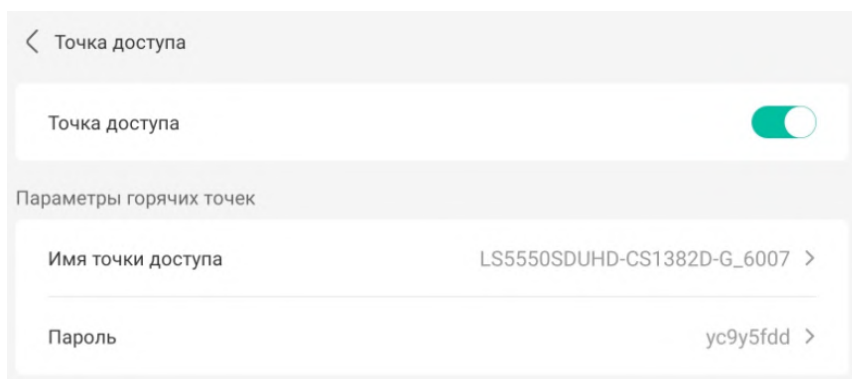 Точка доступа
Точка доступа
Параметры горячих точек
Имя точки доступа LS5550SDUHD-CS1382D-G_6007
Пароль yc9y5fdd